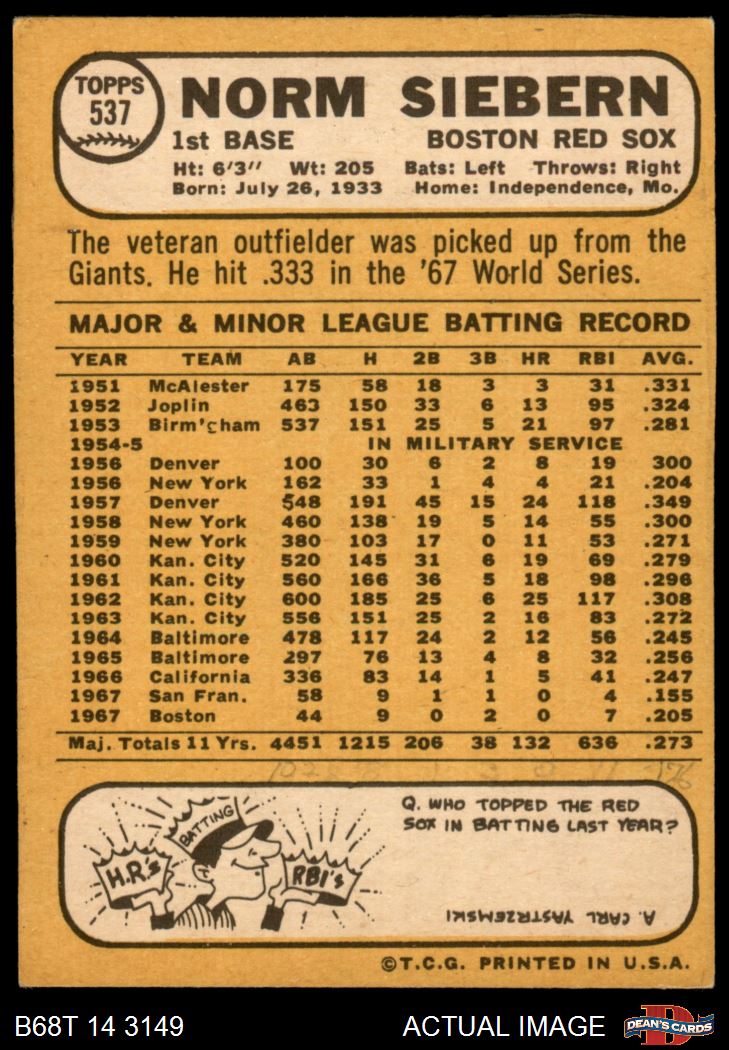 TOPPS
537
NORM SIEBERN
1st BASE BOSTON RED SOX
Ht: 6'3" Wt: 205 Bats: Left Throws: Right
Born: July 26, 1933 Home: Independence, Mo.
The veteran outfielder was picked up from the
Giants. He hit .333 in the '67 World Series.
MAJOR & MINOR LEAGUE BATTING RECORD
YEAR TEAM AB H 2B 3B HR RBI AVG.
1951 McAlester 175 58 18 3 3 31 .331
1952 Joplin 463 150 33 6 13 95 .324
1953 Birm'gham 537 151 25 5 21 97 .281
1954-5 IN MILITARY SERVICE
1956 Denver 100 30 6 2 8 19 300
1956 New York 162 33 1 4 4 21 .204
1957 Denver 548 191 45 15 24 118 .349
1958 New York 460 138 19 5 14 55 .300
1959 New York 380 103 17 0 11 53 .271
1960 Kan. City 520 145 31 6 19 69 .279
1961 Kan. City 560 166 36 5 18 98 .296
1962 Kan. City 600 185 25 6 25 117 .308
1963 Kan. City 556 151 25 2 16 83 .272
1964 Baltimore 478 117 24 2 12 56 .245
1965 Baltimore 297 76 13 4 8 32 .256
1966 California 336 83 14 1 5 41 .247
1967 San Fran. 58 9 1 1 0 4 .155
1967 Boston 44 9 0 2 0 7 .205
Maj. Totals 11 Yrs. 4451 1215 206 38 132 636 .273
BATTING
H.R.'s
RBI's
Q. WHO TOPPED THE RED
SOX IN BATTING LAST YEAR?
A. CARL YASTRZEMSKI
©T.C.G. PRINTED IN U.S.A.
B68T 14 3149 ACTUAL IMAGE
D
DEAN'S CARDS